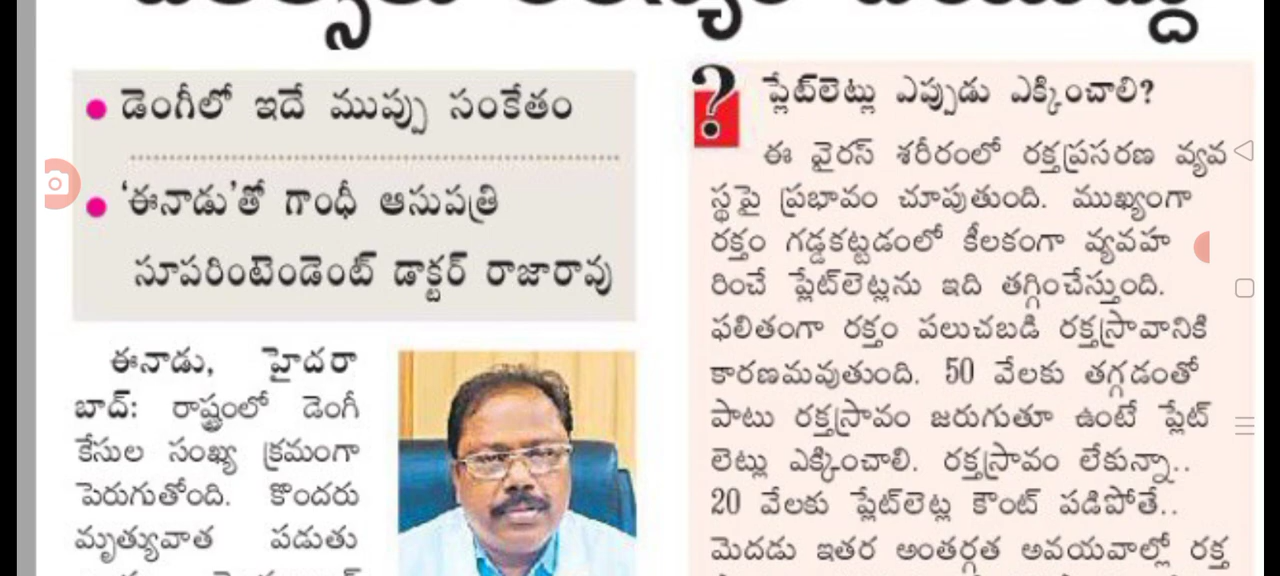 డెంగీలో ఇదే ముప్పు సంకేతం
‘ఈనాడు’తో గాంధీ ఆసుపత్రి
సూపరింటెండెంట్ డాక్టర్ రాజారావు
ఈనాడు, హైదరా
బాద్: రాష్ట్రంలో డెంగీ
కేసుల సంఖ్య క్రమంగా
పెరుగుతోంది. కొందరు
మృత్యువాత పడుతు
? ప్లేట్‌లెట్లు ఎప్పుడు ఎక్కించాలి?
ఈ వైరస్ శరీరంలో రక్తప్రసరణ వ్యవ
స్థపై ప్రభావం చూపుతుంది. ముఖ్యంగా
రక్తం గడ్డకట్టడంలో కీలకంగా వ్యవహ
రించే ప్లేట్‌లెట్లను ఇది తగ్గించేస్తుంది.
ఫలితంగా రక్తం పలుచబడి రక్తస్రావానికి
కారణమవుతుంది. 50 వేలకు తగ్గడంతో
పాటు రక్తస్రావం జరుగుతూ ఉంటే ప్లేట్
లెట్లు ఎక్కించాలి. రక్తస్రావం లేకున్నా..
20 వేలకు ప్లేట్‌లెట్ల కౌంట్ పడిపోతే..
మెదడు ఇతర అంతర్గత అవయవాల్లో రక్త